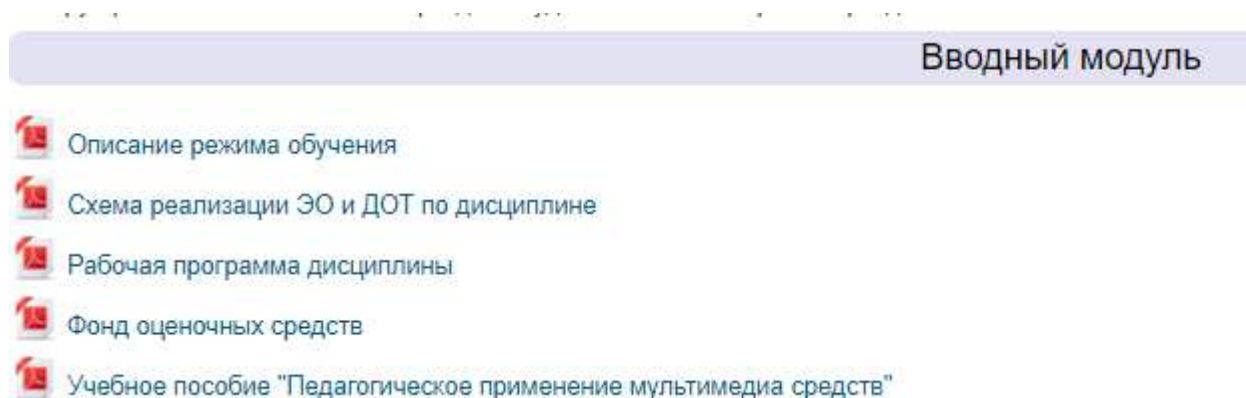 Вводный модуль
Описание режима обучения
Схема реализации ЭО и ДОТ по дисциплине
Рабочая программа дисциплины
Фонд оценочных средств
Учебное пособие "Педагогическое применение мультимедиа средств"